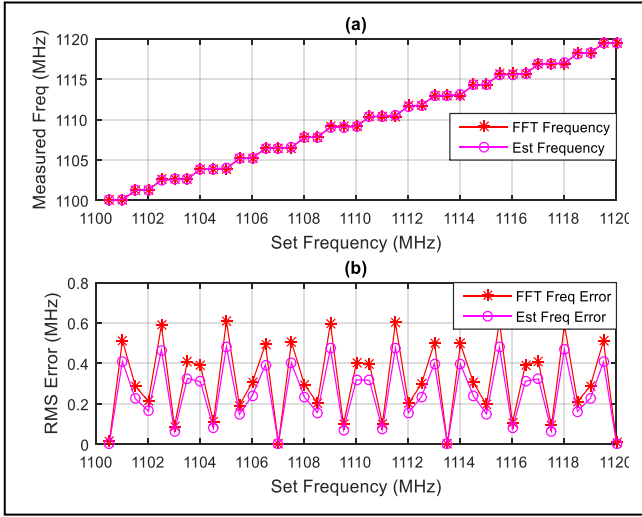 (a)
Measured Freq (MHz)
1120
1115
1110
1105
1100
FFT Frequency
Est Frequency
1100 1102 1104 1106 1108 1110 1112 1114 1116 1118 1120
Set Frequency (MHz)
(b)
RMS Error (MHz)
0.8
0.6
0.4
0.2
0
FFT Freq Error
Est Freq Error
1100 1102 1104 1106 1108 1110 1112 1114 1116 1118 1120
Set Frequency (MHz)